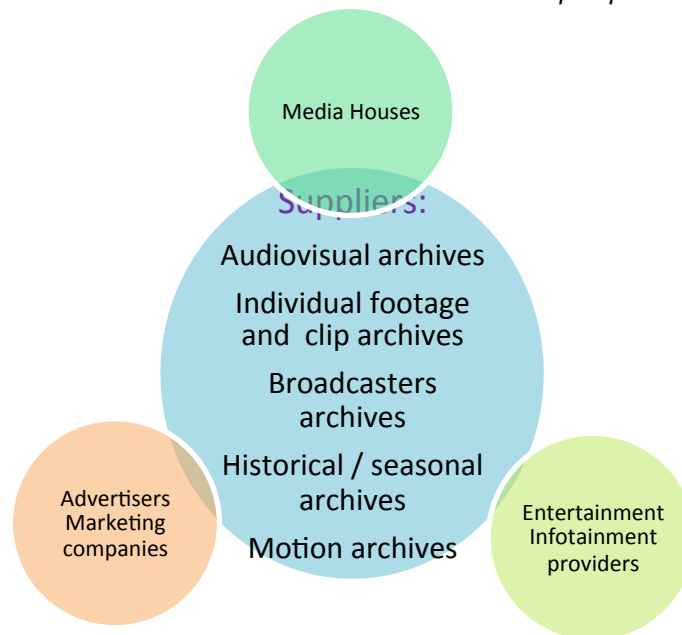 Media Houses
Suppliers:
Audiovisual archives
Individual footage
and clip archives
Broadcasters
archives
Historical / seasonal
archives
Motion archives
Advertisers
Marketing
companies
Entertainment
Infotainment
providers